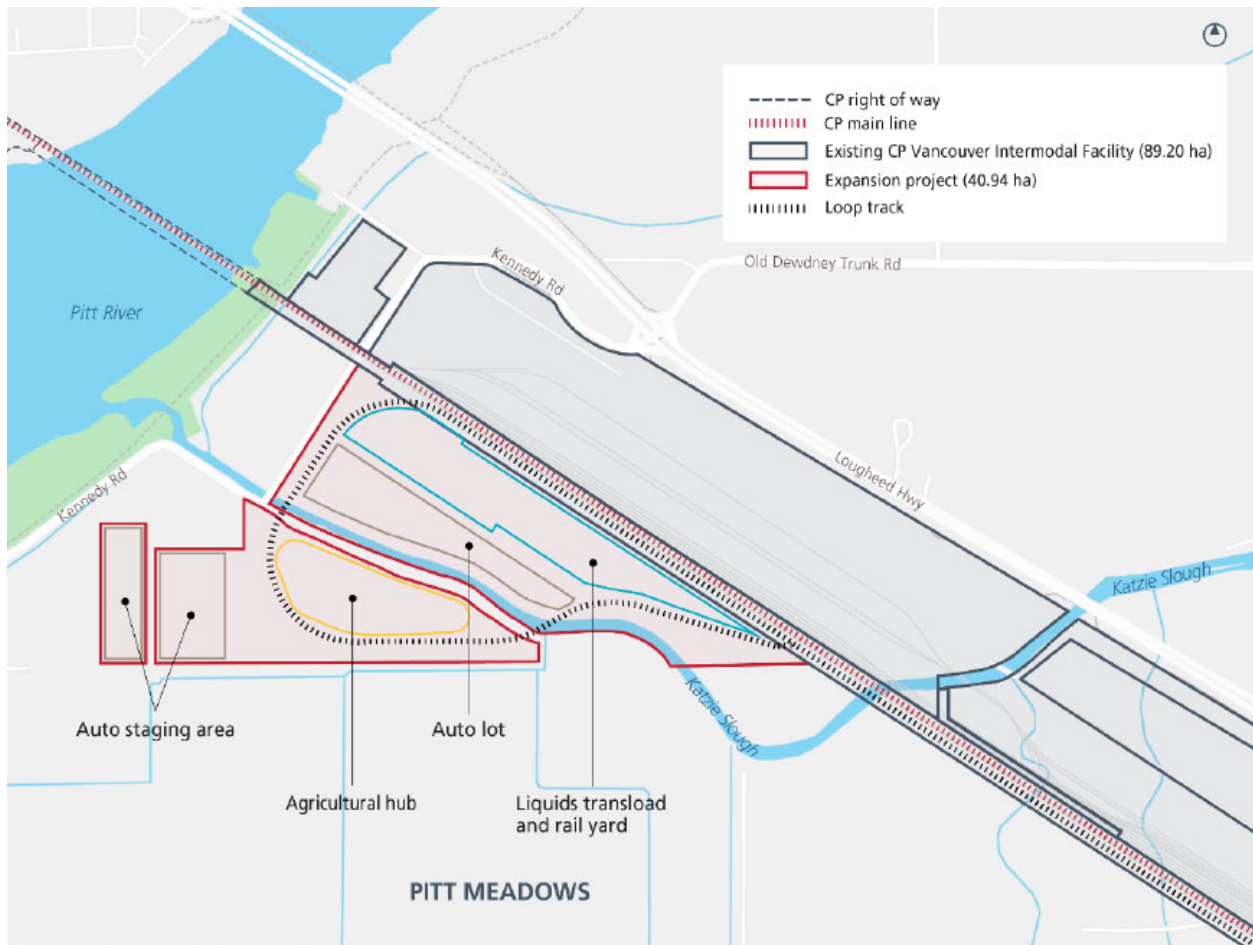 CP right of way
CP main line
Existing CP Vancouver Intermodal Facility (89.20 ha)
Expansion project (40.94 ha)
Loop track
Kennedy Rd
Old Dewdney Trunk Rd
Pitt River
Lougheed Hwy
Kennedy Rd
Katzie Slough
Katzie Slough
Auto staging area
Auto lot
Agricultural hub
Liquids transload
and rail yard
PITT MEADOWS